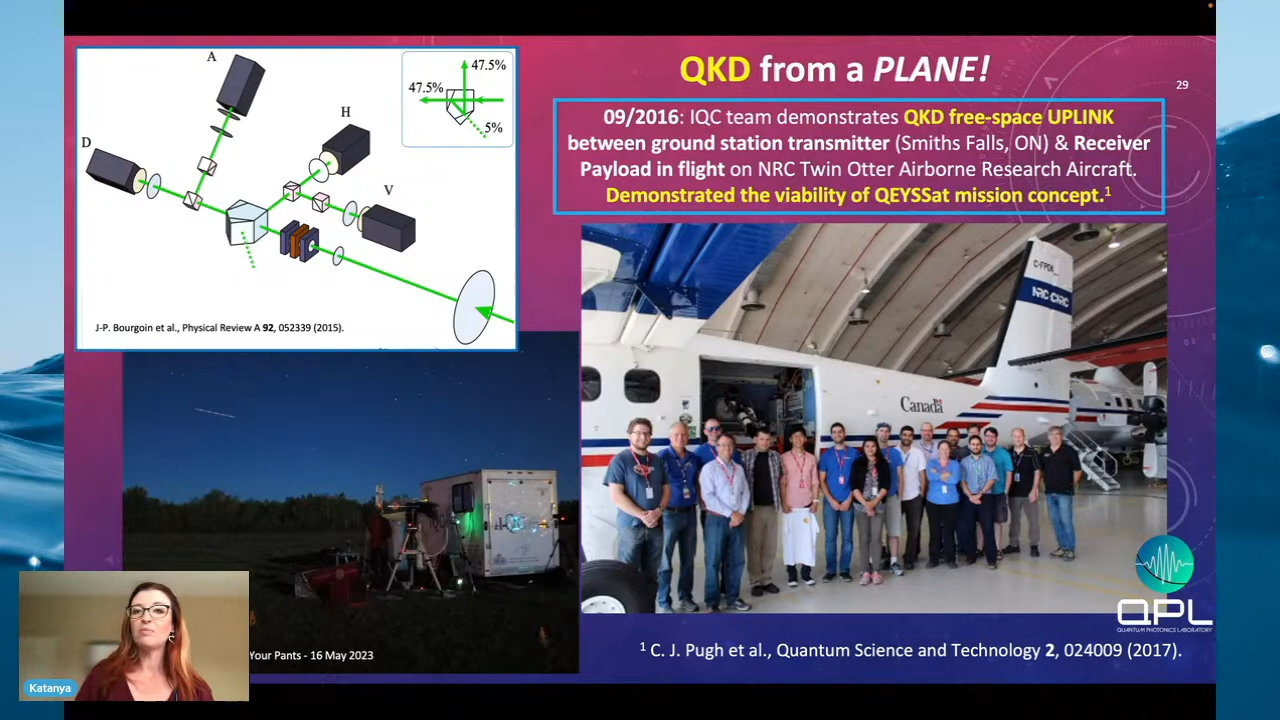 QKD from a PLANE!
29
09/2016: IQC team demonstrates QKD free-space UPLINK
between ground station transmitter (Smiths Falls, ON) & Receiver
Payload in flight on NRC Twin Otter Airborne Research Aircraft.
Demonstrated the viability of QEYSSat mission concept.1
A
D
H
V
47.5%
47.5%
5%
J-P. Bourgoin et al., Physical Review A 92, 052339 (2015).
C-FPOK
NRC·CNRC
Canada
IQC
QPL
QUANTUM PHOTONICS LABORATORY
Your Pants - 16 May 2023
Katanya
1 C. J. Pugh et al., Quantum Science and Technology 2, 024009 (2017).